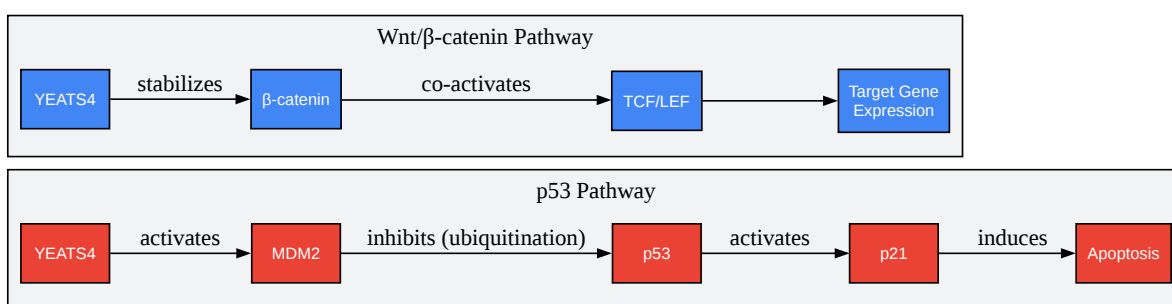 Wnt/β-catenin Pathway
YEATS4
stabilizes
β-catenin
co-activates
TCF/LEF
Target Gene
Expression
p53 Pathway
YEATS4
activates
MDM2
inhibits (ubiquitination)
p53
activates
p21
induces
Apoptosis